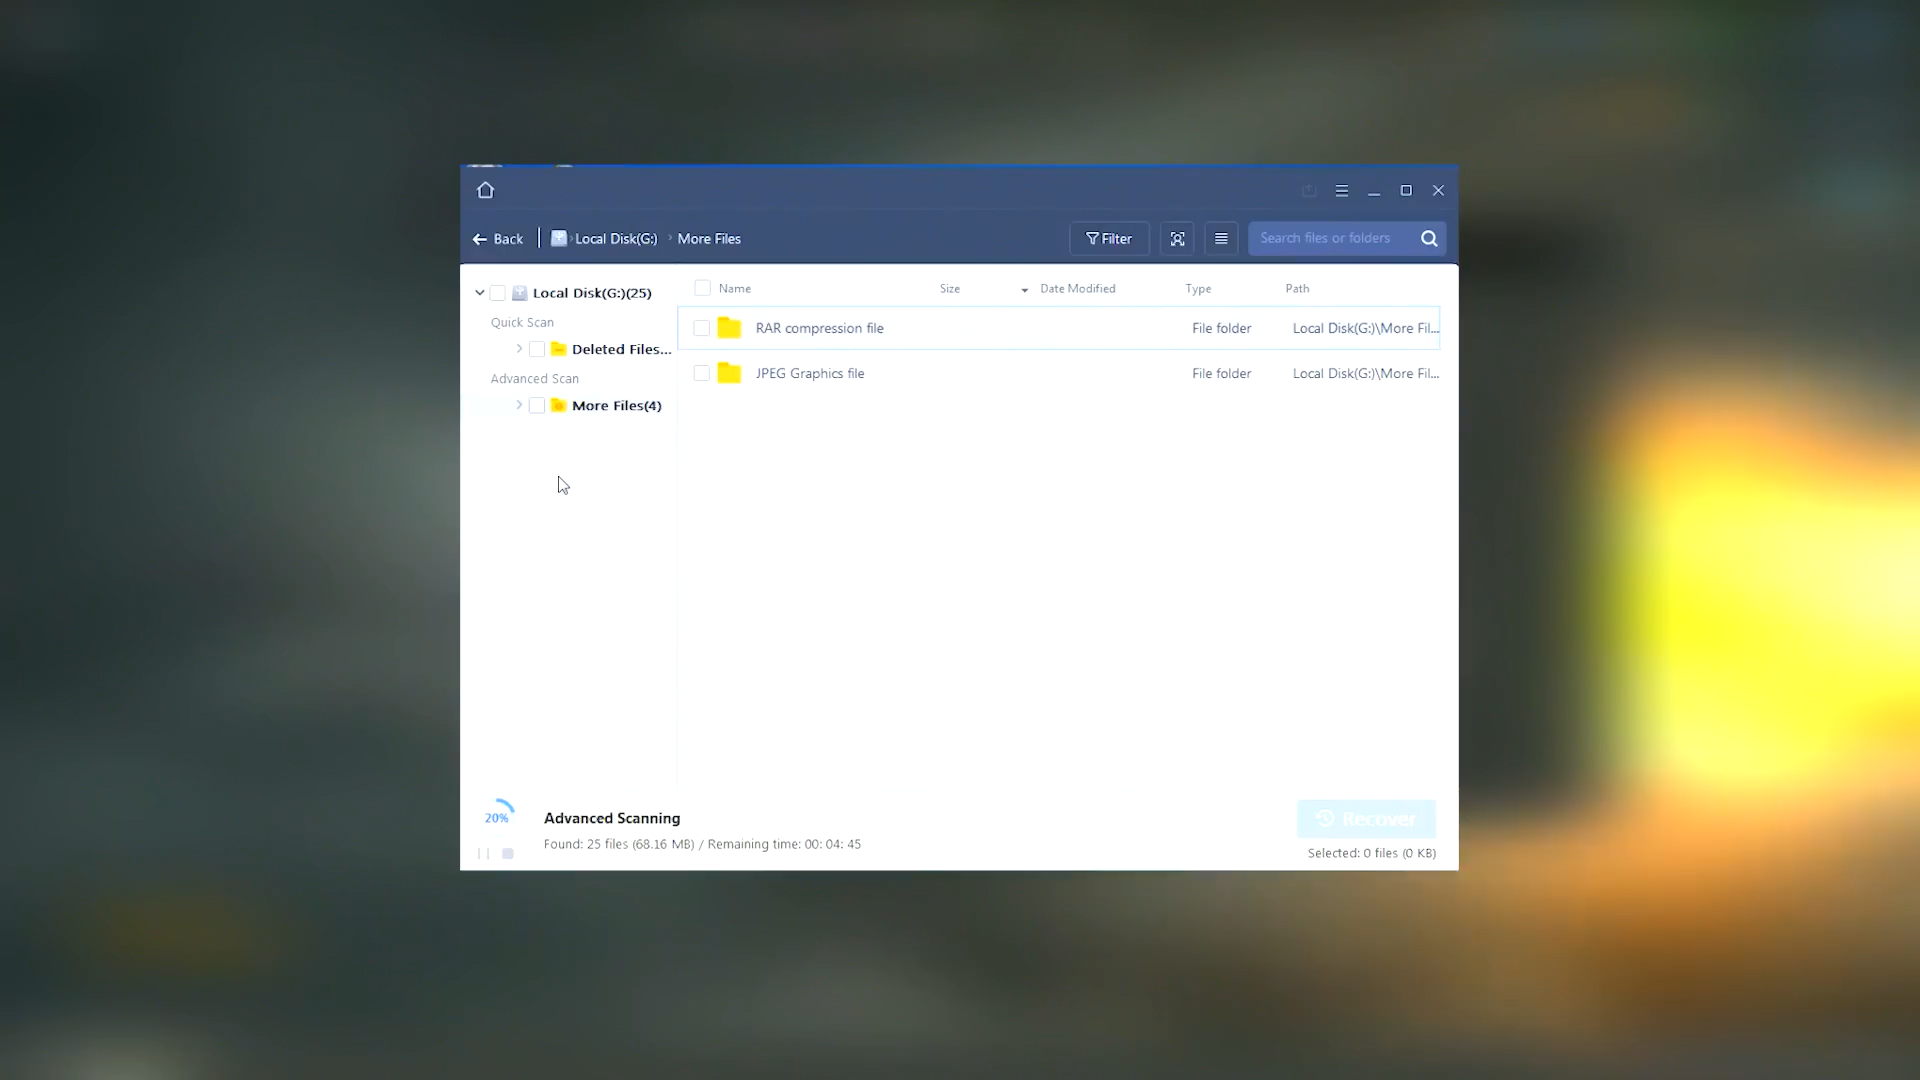 Back
Local Disk(G:) › More Files
Filter
Search files or folders
Local Disk(G:)(25)
Quick Scan
Deleted Files...
Advanced Scan
More Files(4)
Name Size Date Modified Type Path
RAR compression file File folder Local Disk(G:)\More Fil...
JPEG Graphics file File folder Local Disk(G:)\More Fil...
20%
Advanced Scanning
Found: 25 files (68.16 MB) / Remaining time: 00: 04: 45
Recover
Selected: 0 files (0 KB)